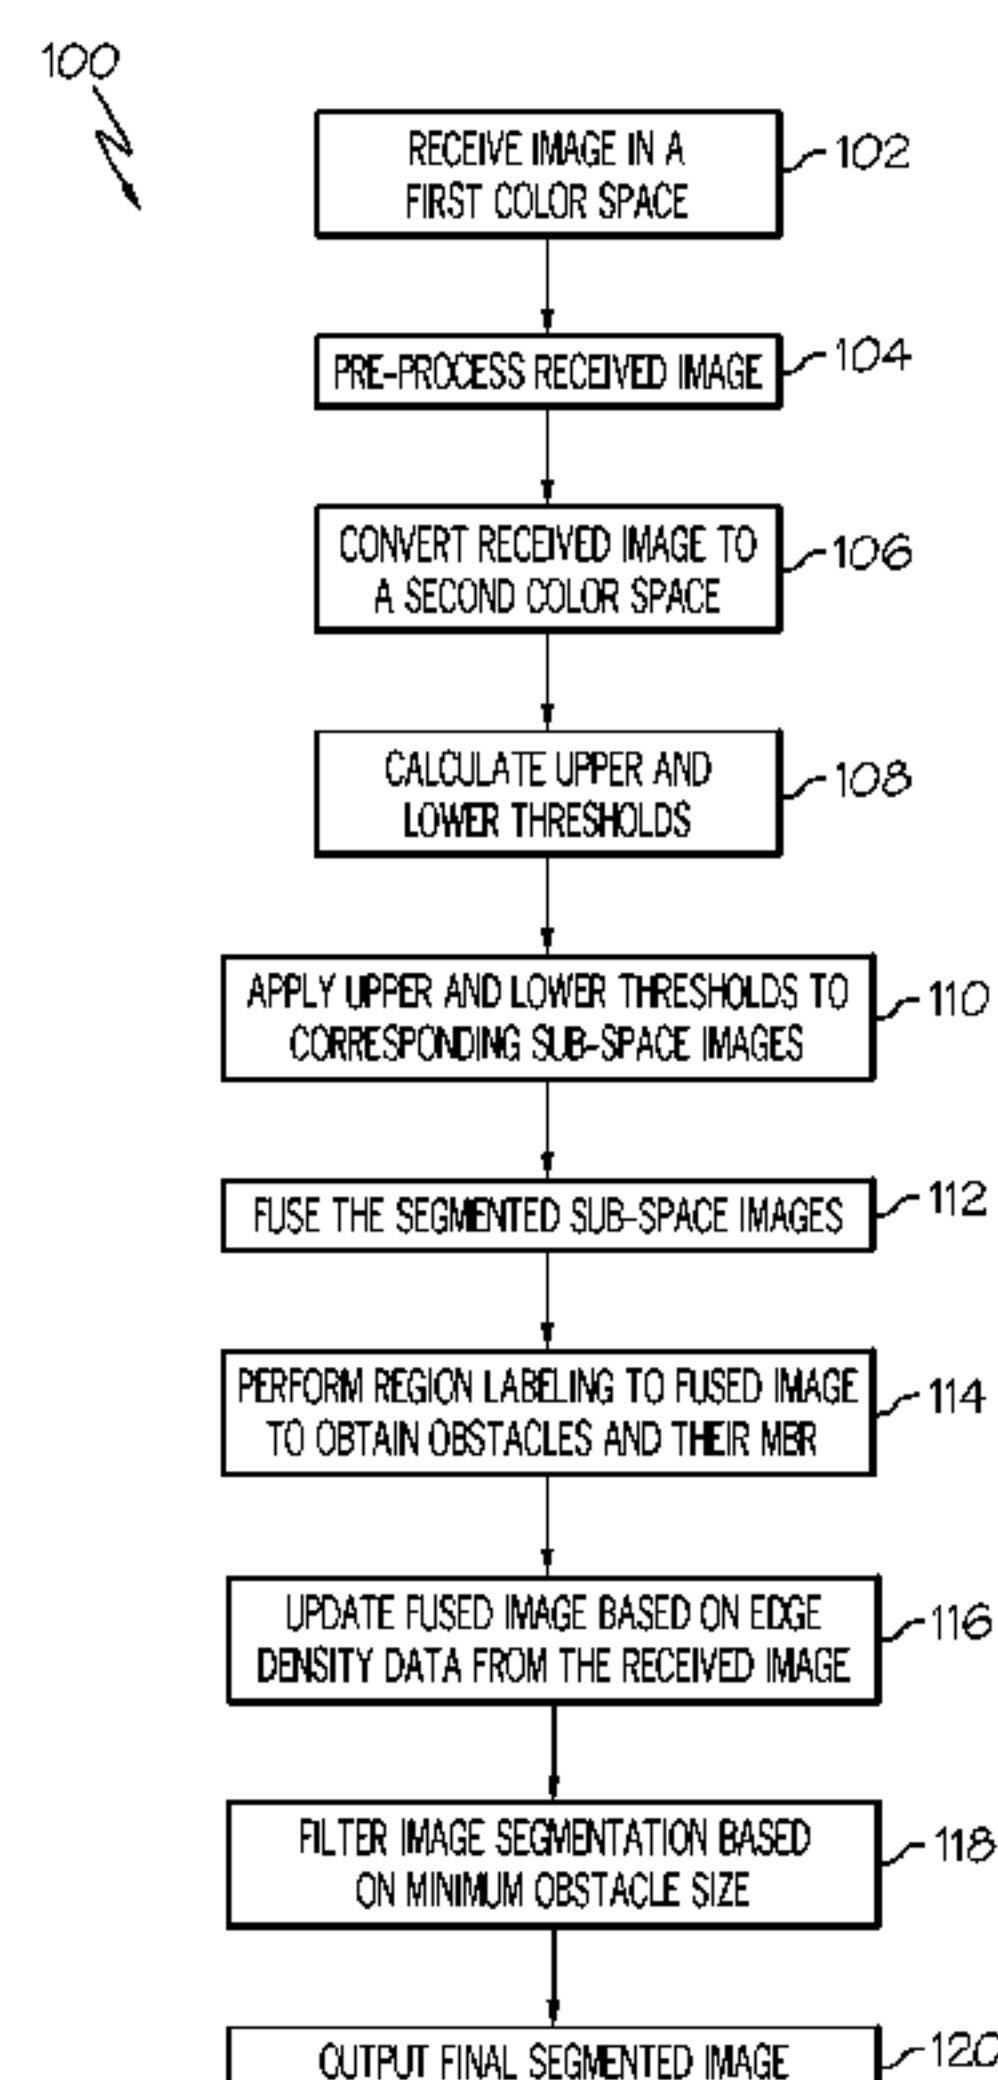 100
RECEIVE IMAGE IN A
FIRST COLOR SPACE
102
PRE-PROCESS RECEIVED IMAGE
104
CONVERT RECEIVED IMAGE TO
A SECOND COLOR SPACE
106
CALCULATE UPPER AND
LOWER THRESHOLDS
108
APPLY UPPER AND LOWER THRESHOLDS TO
CORRESPONDING SUB-SPACE IMAGES
110
FUSE THE SEGMENTED SUB-SPACE IMAGES
112
PERFORM REGION LABELING TO FUSED IMAGE
TO OBTAIN OBSTACLES AND THEIR MBR
114
UPDATE FUSED IMAGE BASED ON EDGE
DENSITY DATA FROM THE RECEIVED IMAGE
116
FILTER IMAGE SEGMENTATION BASED
ON MINIMUM OBSTACLE SIZE
118
OUTPUT FINAL SEGMENTED IMAGE
120